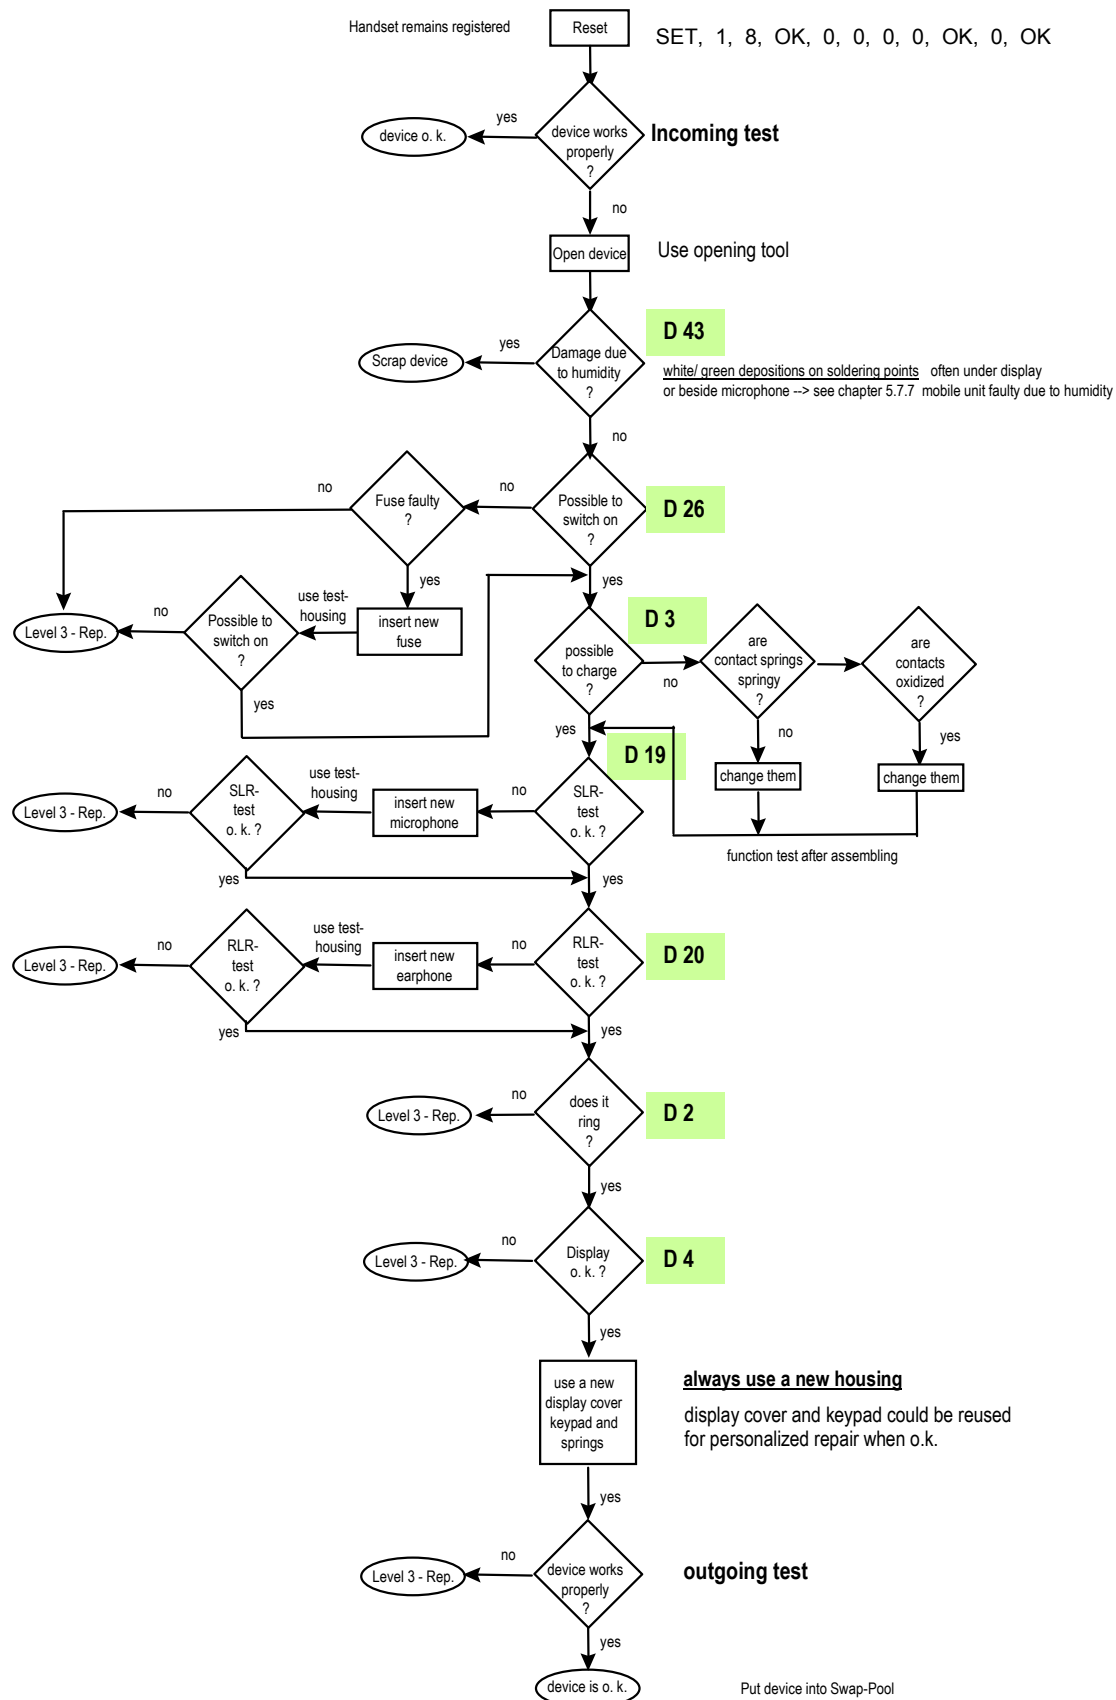 Handset remains registered
Reset
SET, 1, 8, OK, 0, 0, 0, 0, OK, 0, OK
yes
device o. k.
device works
properly
?
Incoming test
no
Open device
Use opening tool
D 43
yes
Scrap device
Damage due
to humidity
?
white/ green depositions on soldering points often under display
or beside microphone --> see chapter 5.7.7 mobile unit faulty due to humidity
no
no
Fuse faulty
?
no
Possible to
switch on
?
D 26
yes
yes
use test-
housing
no
Level 3 - Rep.
Possible to
switch on
?
insert new
fuse
D 3
possible
to charge
?
no
are
contact springs
springy
?
are
contacts
oxidized
?
yes
yes
no
yes
D 19
change them
change them
use test-
housing
no
Level 3 - Rep.
SLR-
test
o. k. ?
insert new
microphone
no
SLR-
test
o. k. ?
function test after assembling
yes
yes
use test-
housing
no
Level 3 - Rep.
RLR-
test
o. k. ?
insert new
earphone
no
RLR-
test
o. k. ?
D 20
yes
yes
no
Level 3 - Rep.
does it
ring
?
D 2
yes
no
Level 3 - Rep.
Display
o. k. ?
D 4
yes
use a new
display cover
keypad and
springs
always use a new housing
display cover and keypad could be reused
for personalized repair when o.k.
yes
no
Level 3 - Rep.
device works
properly
?
outgoing test
yes
device is o. k.
Put device into Swap-Pool